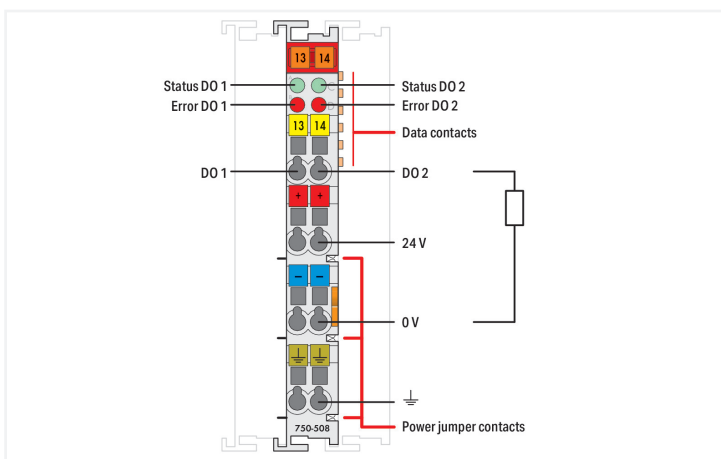 13 14
Status DO 1
Status DO 2
C
Error DO 1
Error DO 2
D
13 14
Data contacts
DO 1
DO 2
+ +
24 V
− −
0 V
750-508
Power jumper contacts